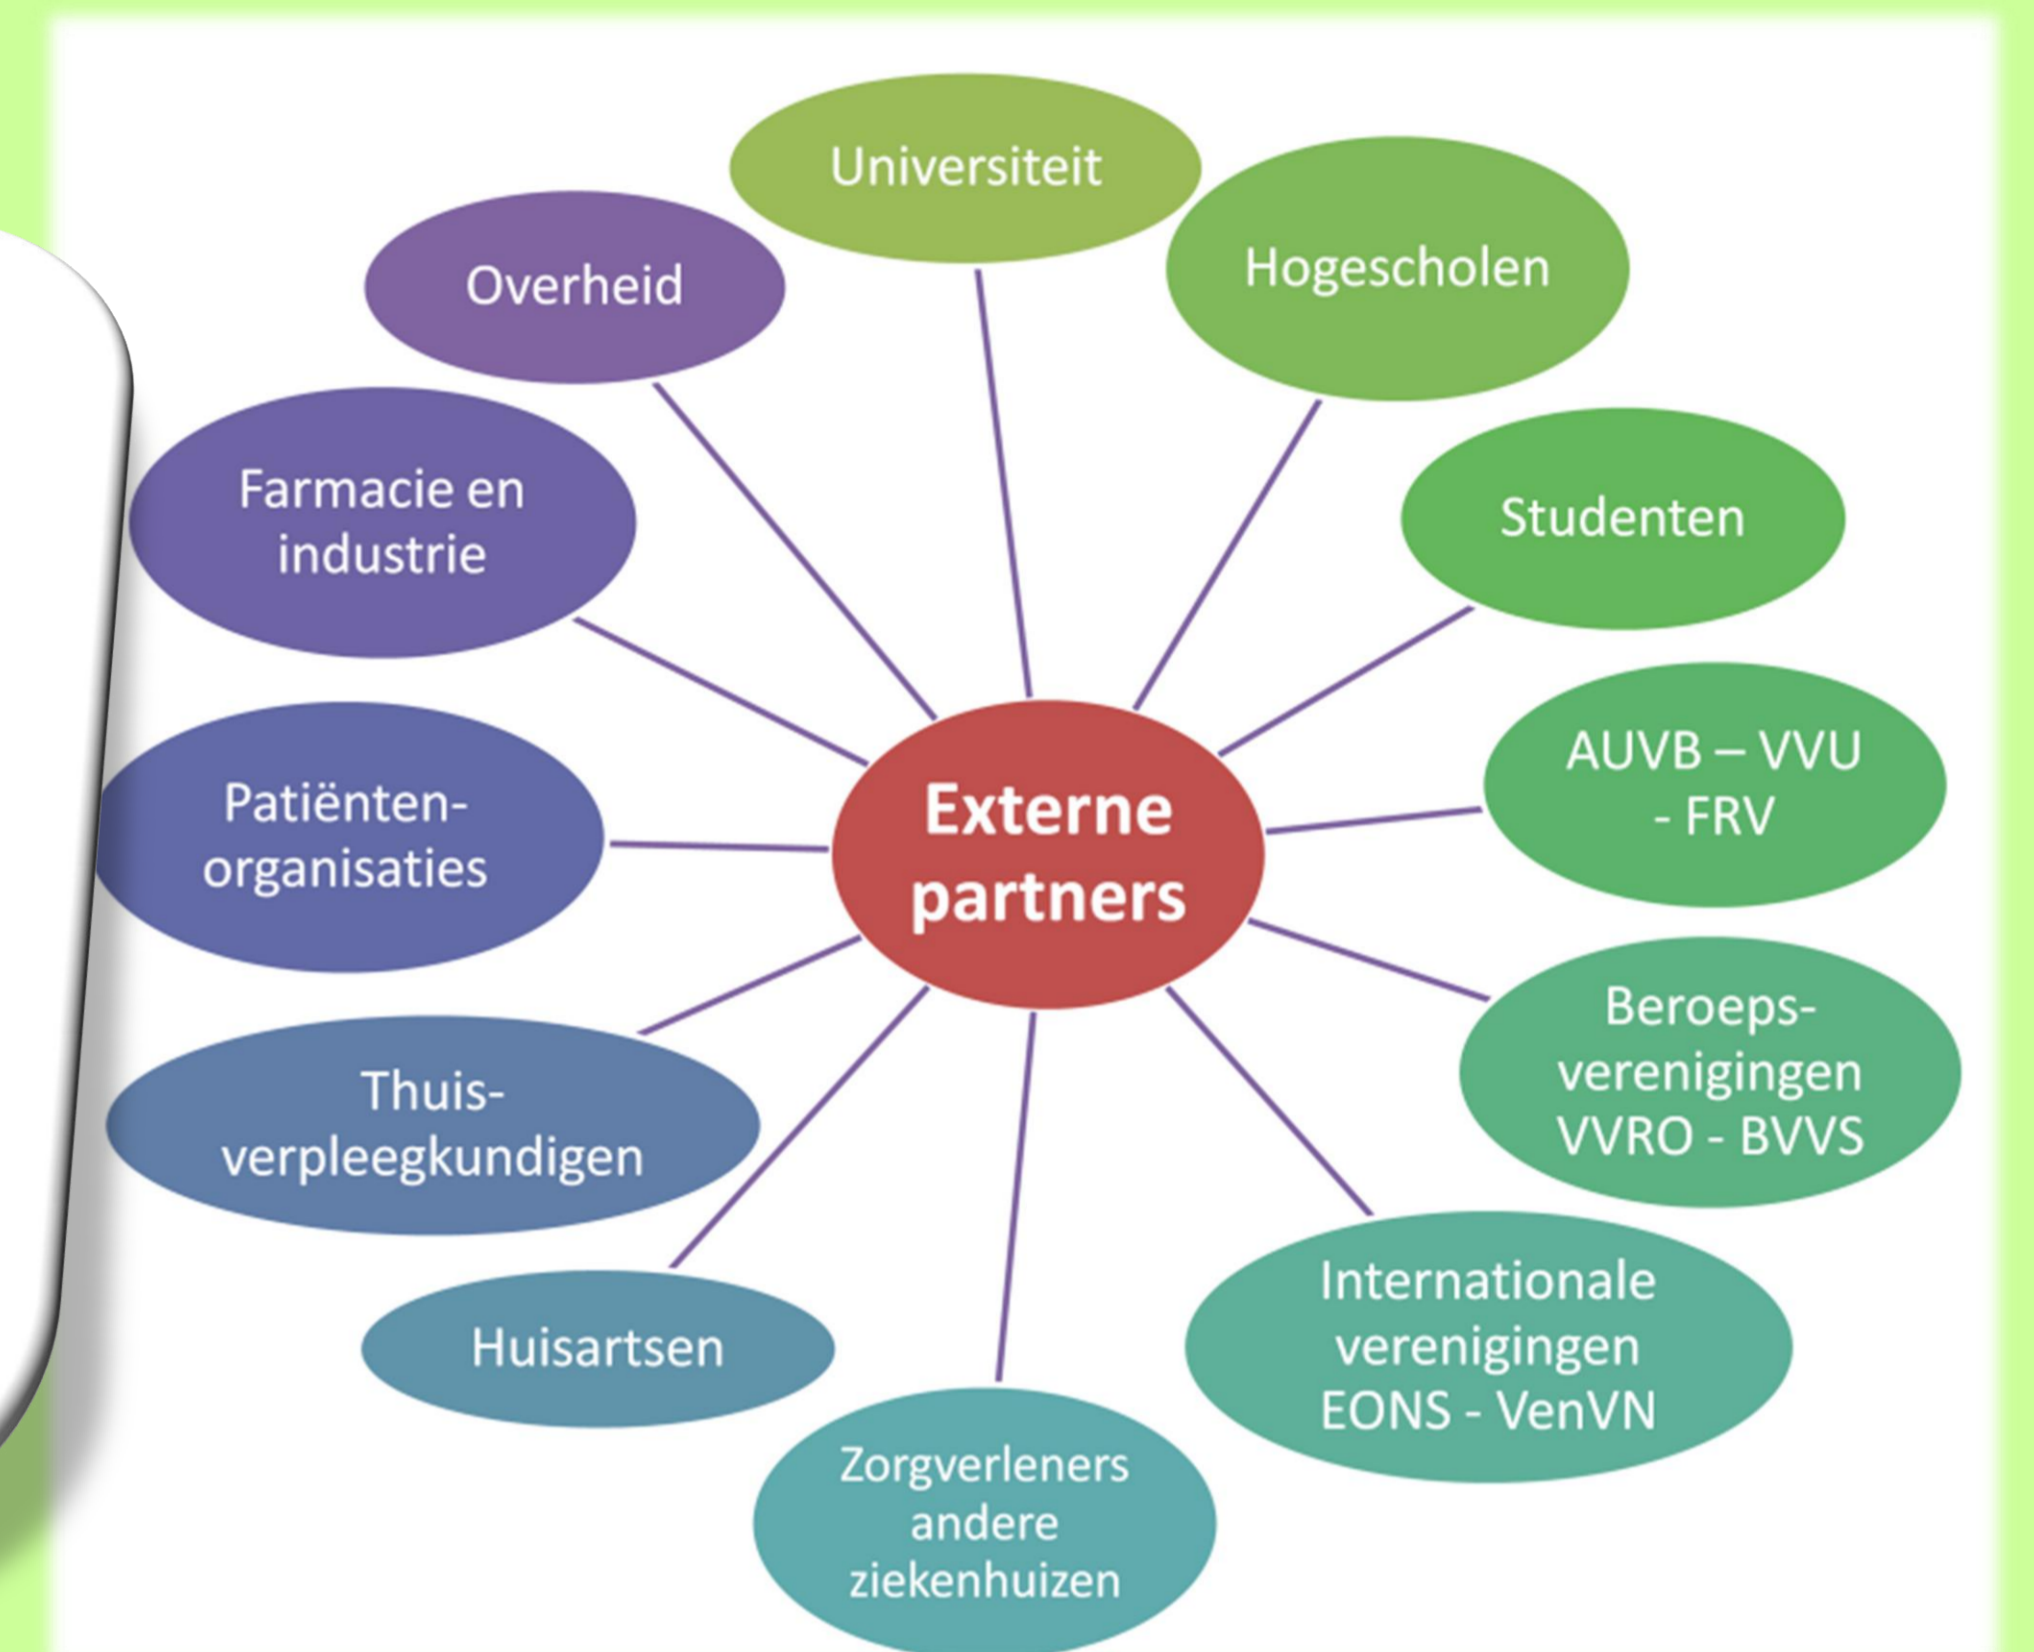 Universiteit
Hogescholen
Overheid
Farmacie en
industrie
Studenten
AUVB – VVU
- FRV
Externe
partners
Patiënten-
organisaties
Beroeps-
verenigingen
VVRO - BVVS
Thuis-
verpleegkundigen
Internationale
verenigingen
EONS - VenVN
Huisartsen
Zorgverleners
andere
ziekenhuizen